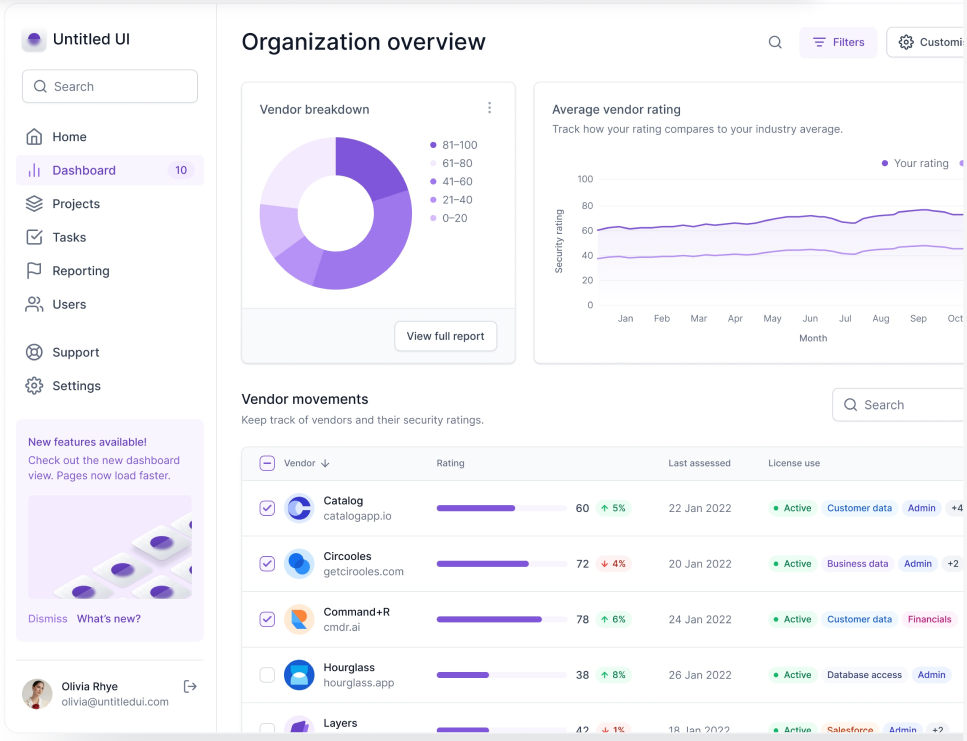 Untitled UI
Search
Home
Dashboard 10
Projects
Tasks
Reporting
Users
Support
Settings
New features available!
Check out the new dashboard
view. Pages now load faster.
Dismiss What's new?
Olivia Rhye
olivia@untitledui.com
Organization overview
Filters
Customi
Vendor breakdown
81–100
61–80
41–60
21–40
0–20
View full report
Average vendor rating
Track how your rating compares to your industry average.
Your rating
100
80
60
40
20
0
Security rating
Jan Feb Mar Apr May Jun Jul Aug Sep Oct
Month
Vendor movements
Keep track of vendors and their security ratings.
Search
Vendor Rating Last assessed License use
Catalog
catalogapp.io
60 5% 22 Jan 2022 Active Customer data Admin +4
Circooles
getcirooles.com
72 4% 20 Jan 2022 Active Business data Admin +2
Command+R
cmdr.ai
78 6% 24 Jan 2022 Active Customer data Financials
Hourglass
hourglass.app
38 8% 26 Jan 2022 Active Database access Admin
Layers
42 1% 18 Jan 2022 Active Salesforce Admin +2